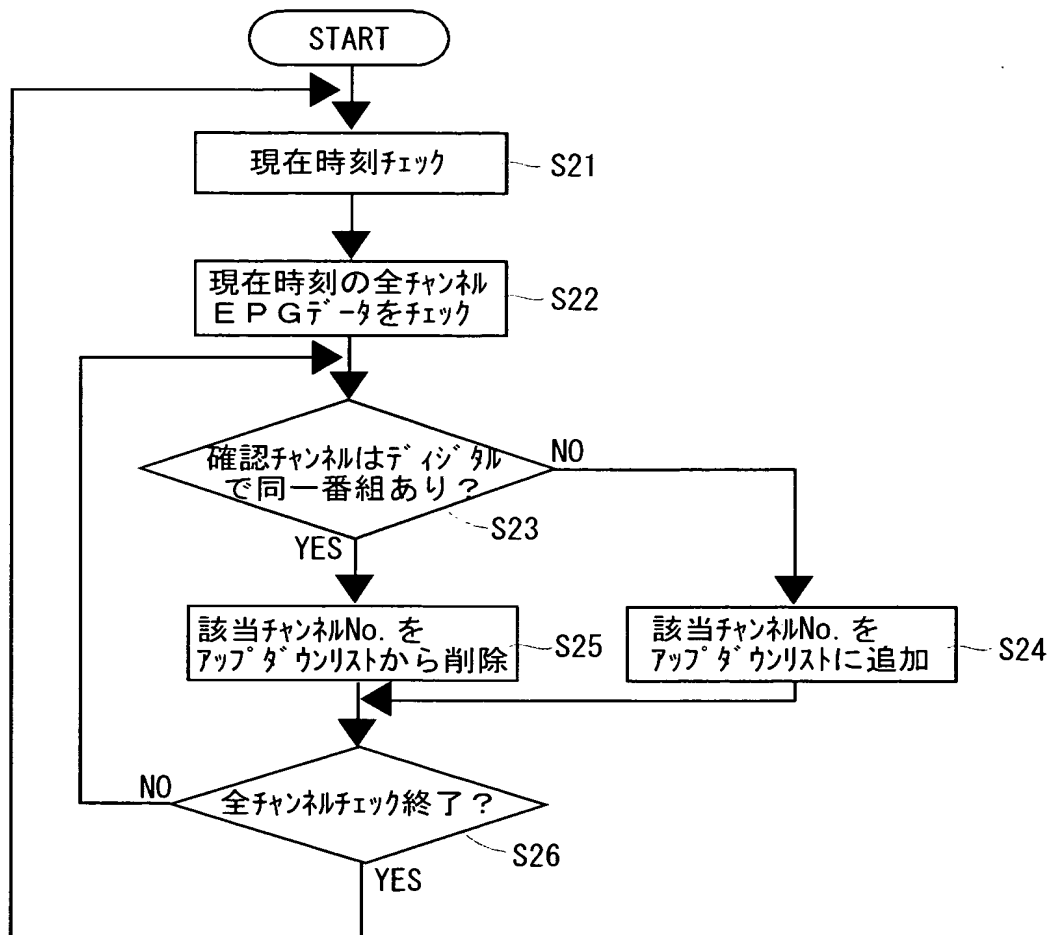 START
現在時刻ﾁｪｯｸ
S21
現在時刻の全ﾁｬﾝﾈﾙ
ＥＰＧﾃﾞｰﾀをﾁｪｯｸ
S22
確認ﾁｬﾝﾈﾙはﾃﾞｨｼﾞﾀﾙ
で同一番組あり？
NO
S23
YES
該当ﾁｬﾝﾈﾙNo.を
ｱｯﾌﾟﾀﾞｳﾝﾘｽﾄから削除
S25
該当ﾁｬﾝﾈﾙNo.を
ｱｯﾌﾟﾀﾞｳﾝﾘｽﾄに追加
S24
NO
全ﾁｬﾝﾈﾙﾁｪｯｸ終了？
S26
YES